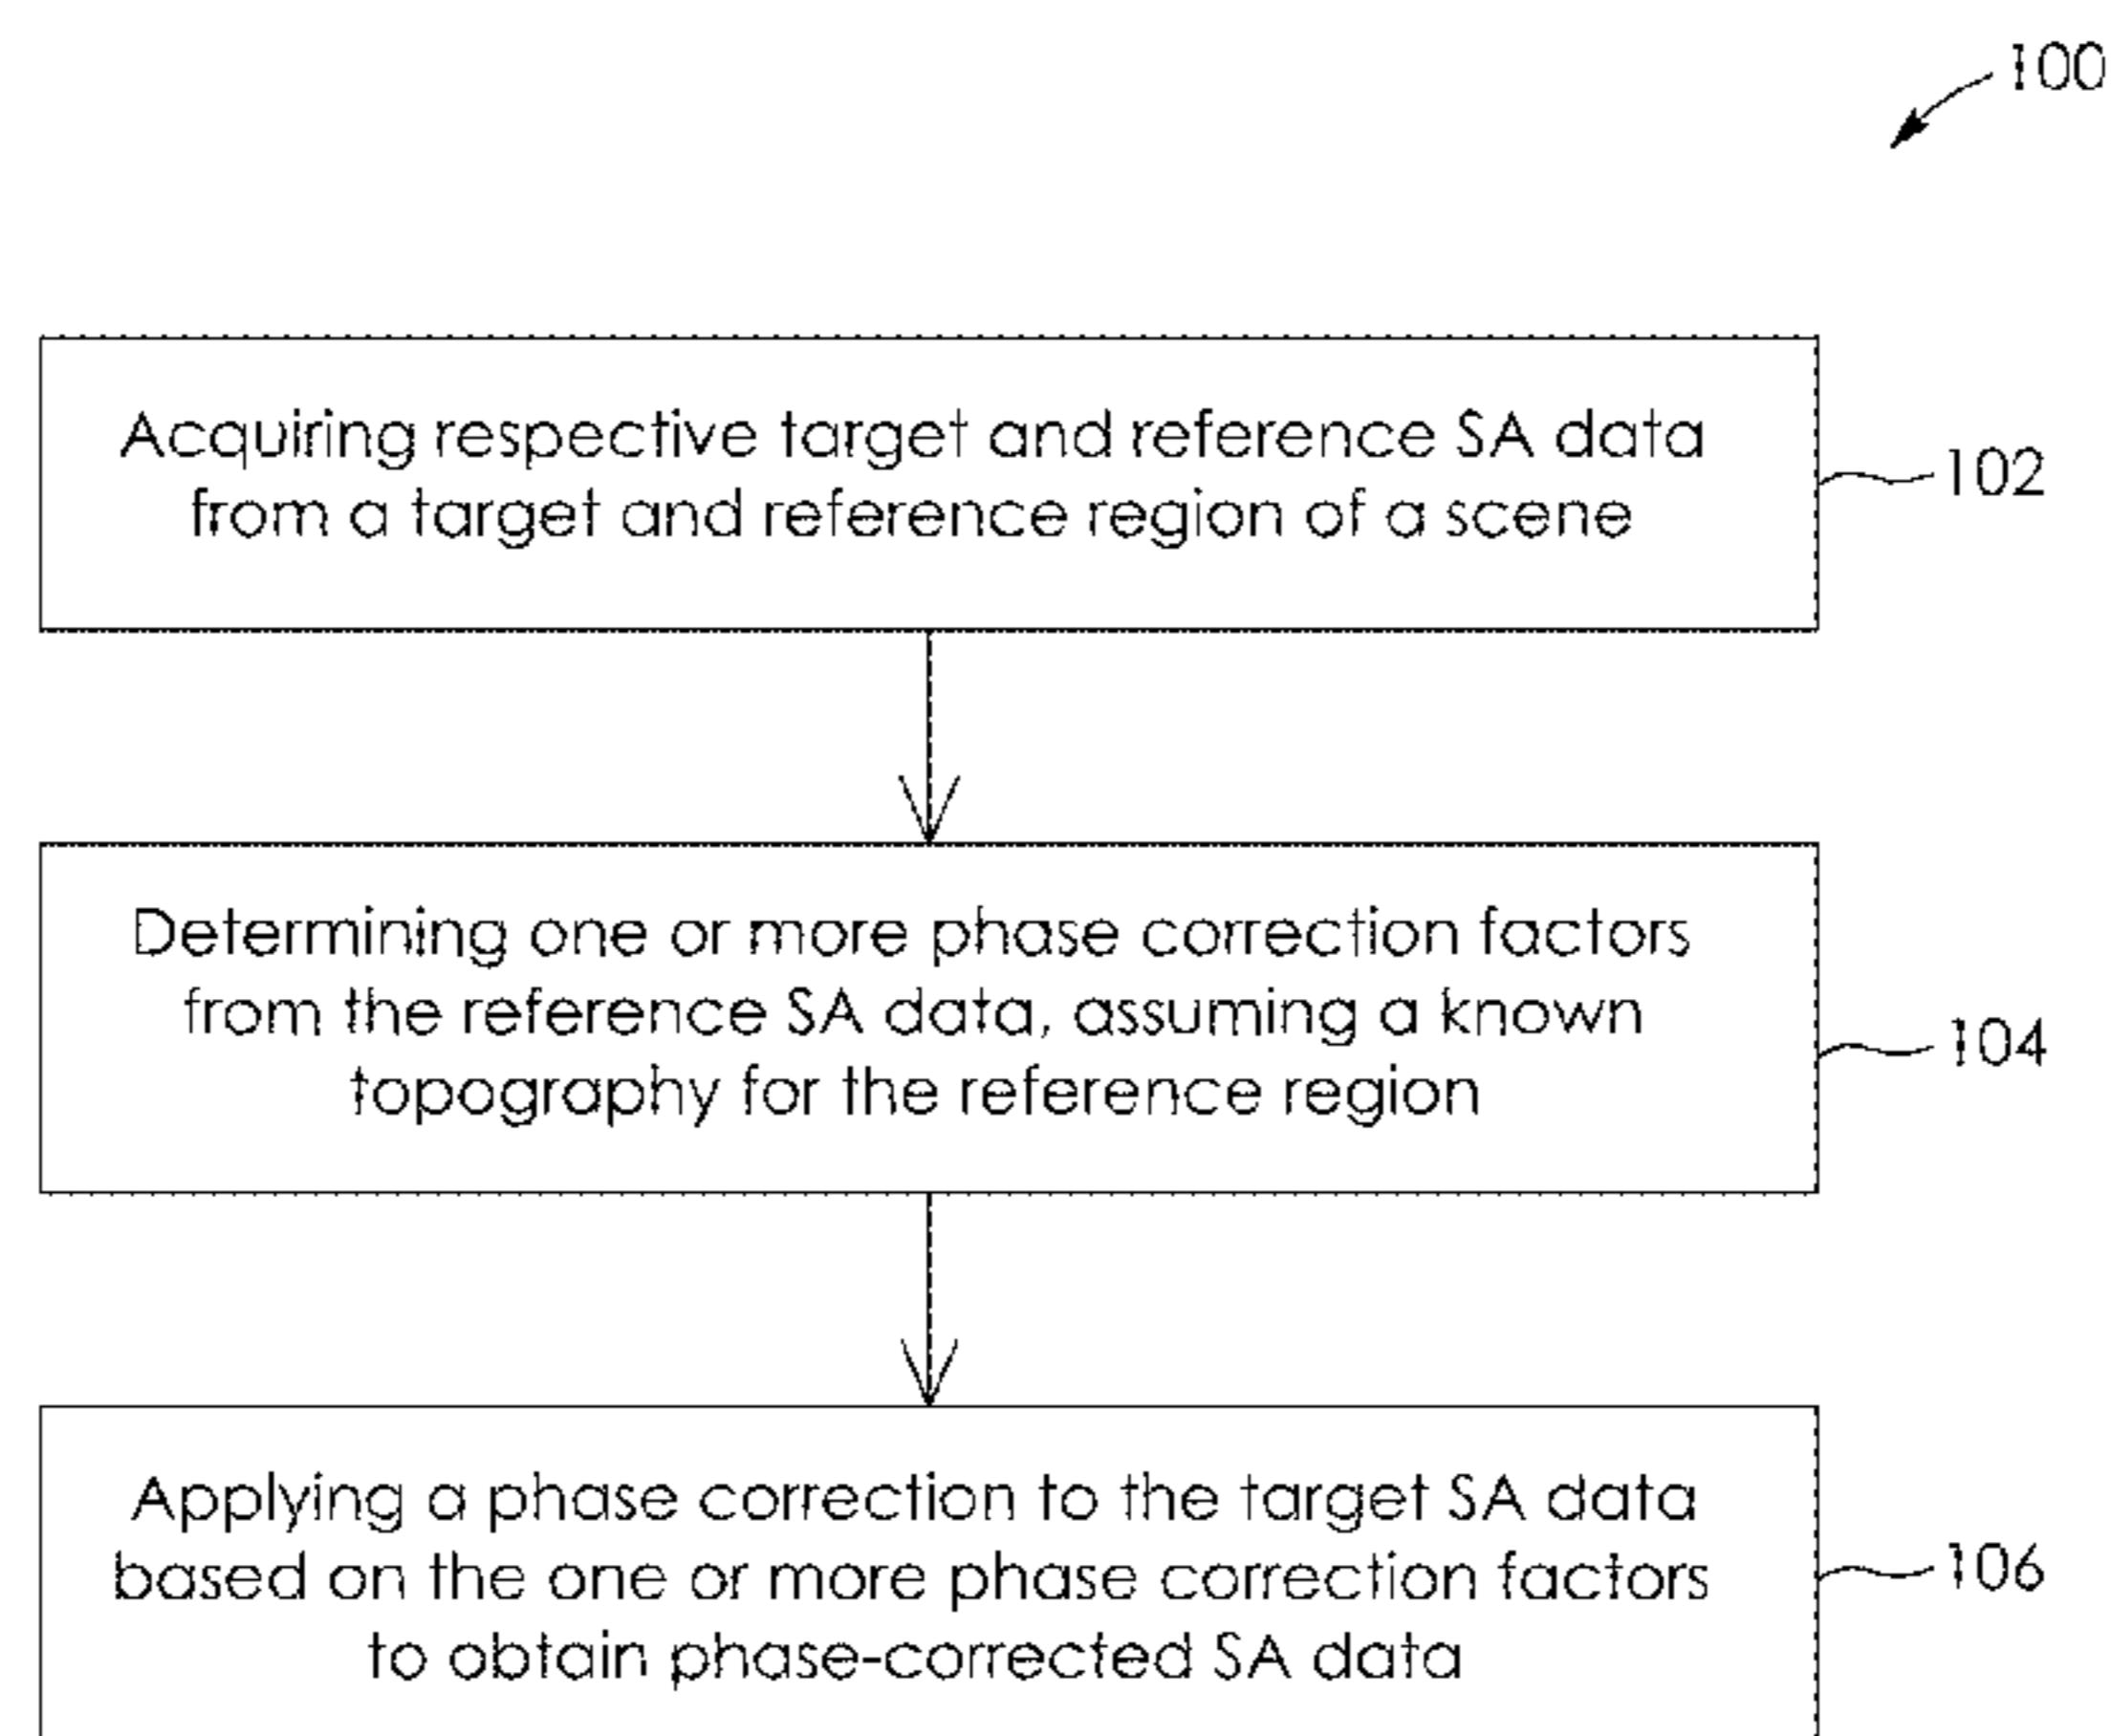 100
Acquiring respective target and reference SA data
from a target and reference region of a scene
102
Determining one or more phase correction factors
from the reference SA data, assuming a known
topography for the reference region
104
Applying a phase correction to the target SA data
based on the one or more phase correction factors
to obtain phase-corrected SA data
106